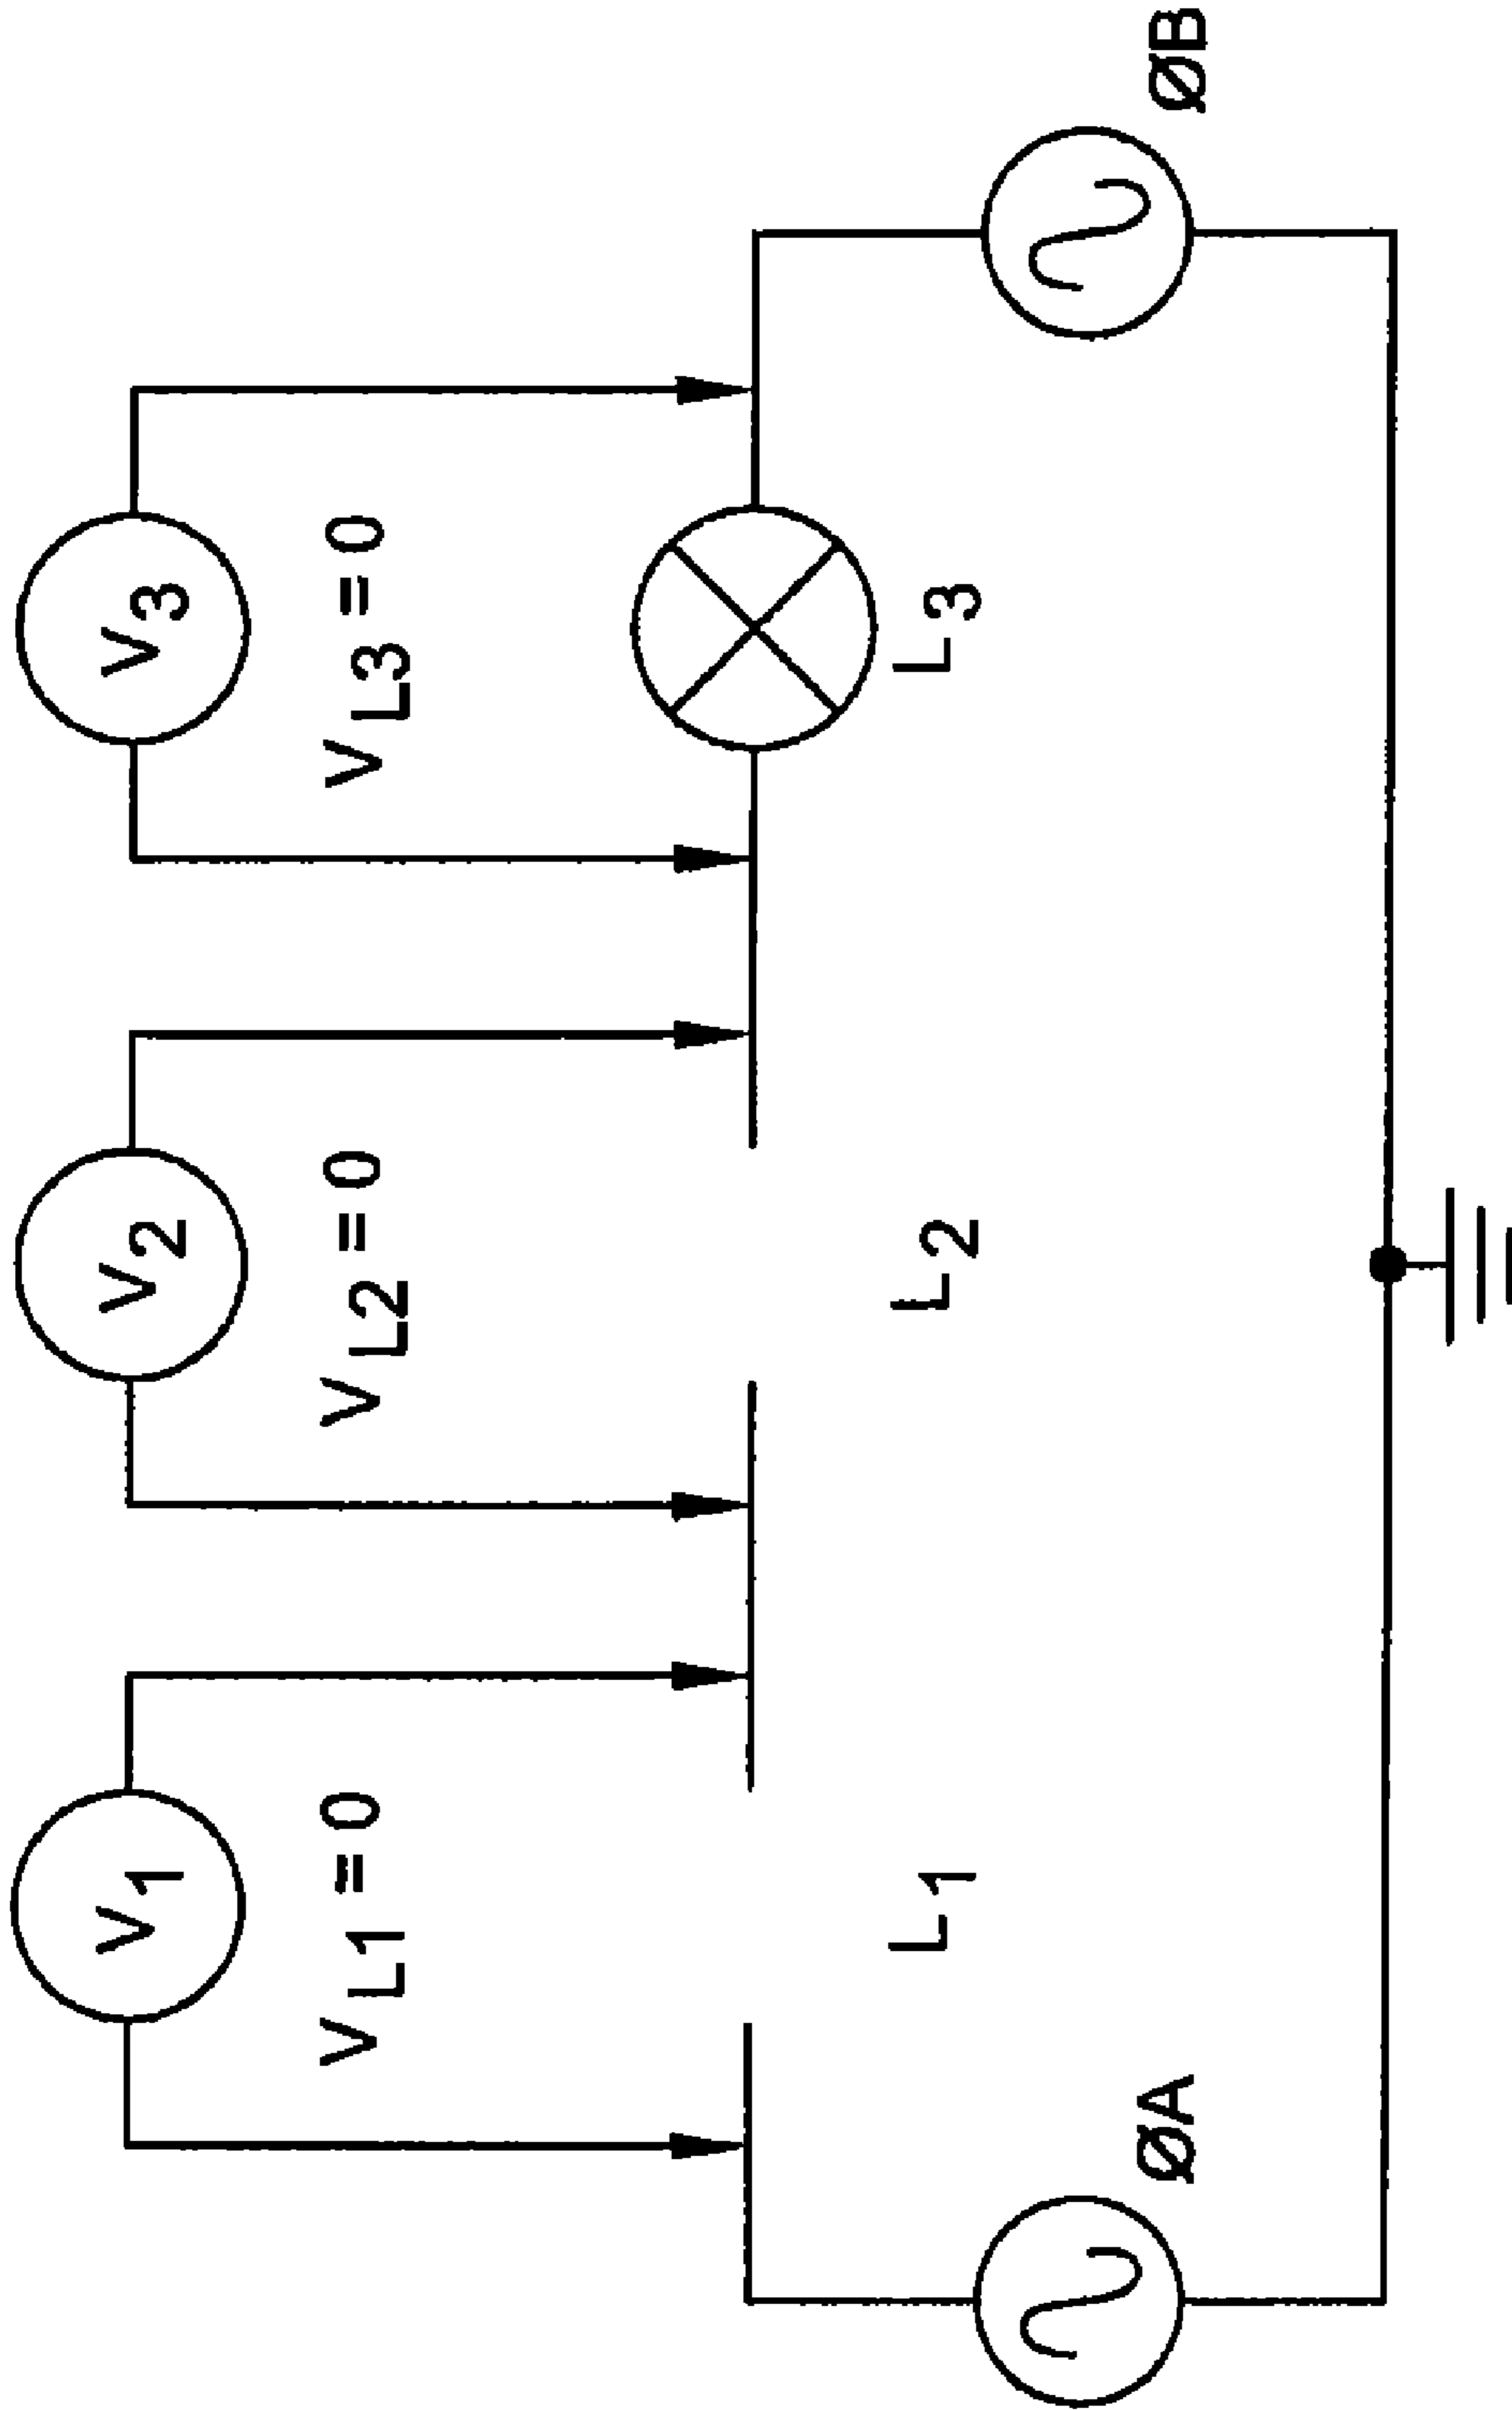 V1
V2
V3
VL1 = 0
VL2 = 0
VL3 = 0
L1
L2
L3
ØA
ØB